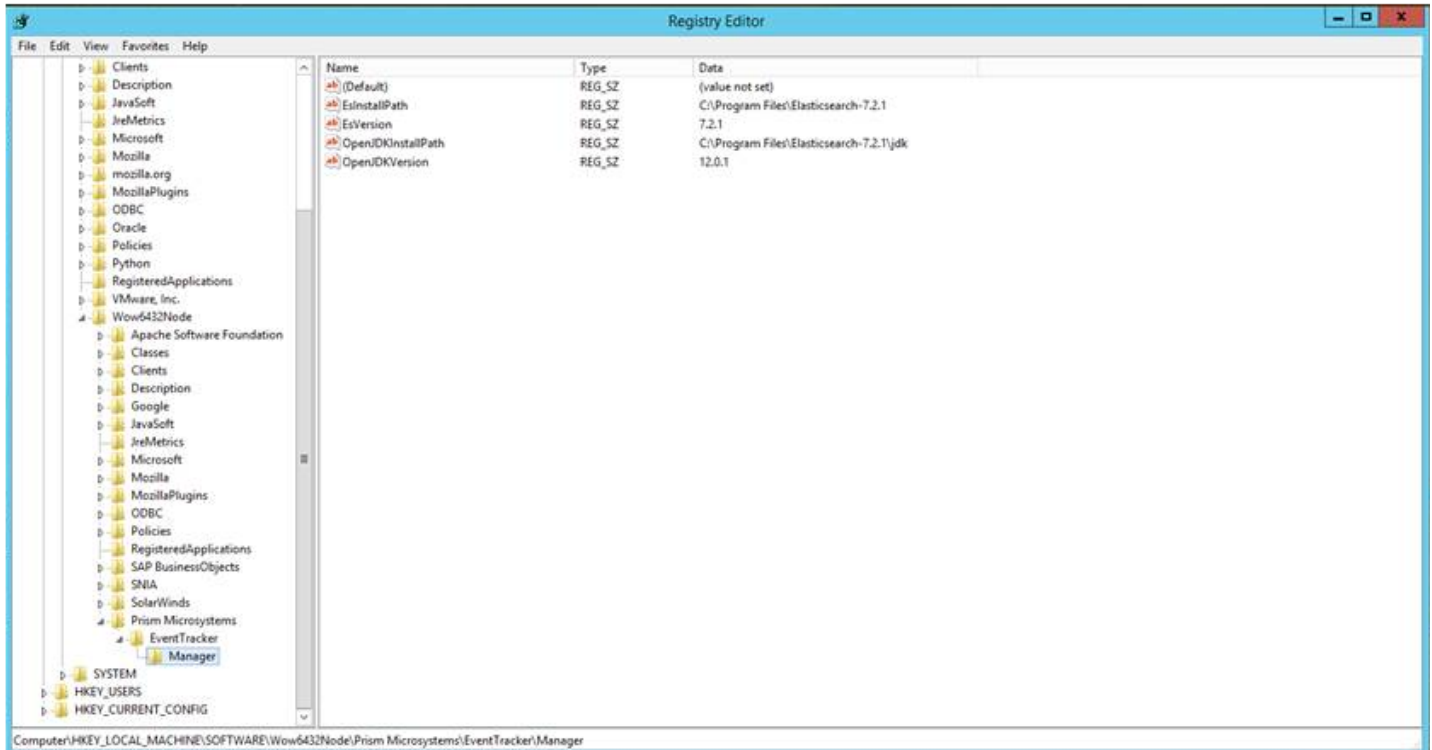 Registry Editor
File Edit View Favorites Help
Clients
Description
JavaSoft
JreMetrics
Microsoft
Mozilla
mozilla.org
MozillaPlugins
ODBC
Oracle
Policies
Python
RegisteredApplications
VMware, Inc.
Wow6432Node
Apache Software Foundation
Classes
Clients
Description
Google
JavaSoft
JreMetrics
Microsoft
Mozilla
MozillaPlugins
ODBC
Policies
RegisteredApplications
SAP BusinessObjects
SNIA
SolarWinds
Prism Microsystems
EventTracker
Manager
SYSTEM
HKEY_USERS
HKEY_CURRENT_CONFIG
Name Type Data
(Default) REG_SZ (value not set)
EsInstallPath REG_SZ C:\Program Files\Elasticsearch-7.2.1
EsVersion REG_SZ 7.2.1
OpenJDKInstallPath REG_SZ C:\Program Files\Elasticsearch-7.2.1\jdk
OpenJDKVersion REG_SZ 12.0.1
Computer\HKEY_LOCAL_MACHINE\SOFTWARE\Wow6432Node\Prism Microsystems\EventTracker\Manager